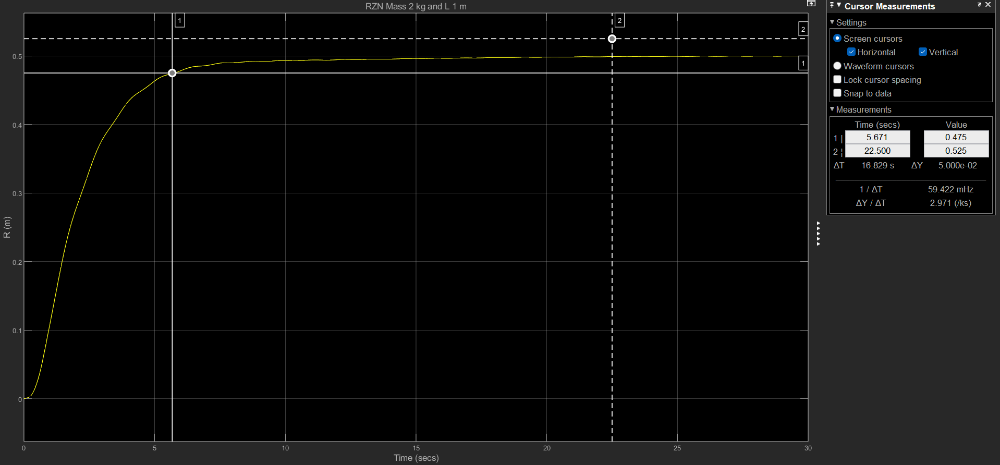 RZN Mass 2 kg and L 1 m
1
2
2
1
0.5
0.4
0.3
0.2
0.1
0
R (m)
0
5
10
15
20
25
30
Time (secs)
Cursor Measurements
Settings
Screen cursors
Horizontal
Vertical
Waveform cursors
Lock cursor spacing
Snap to data
Measurements
Time (secs) Value
1 | 5.671 0.475
2 ¦ 22.500 0.525
ΔT 16.829 s ΔY 5.000e-02
1 / ΔT 59.422 mHz
ΔY / ΔT 2.971 (/ks)